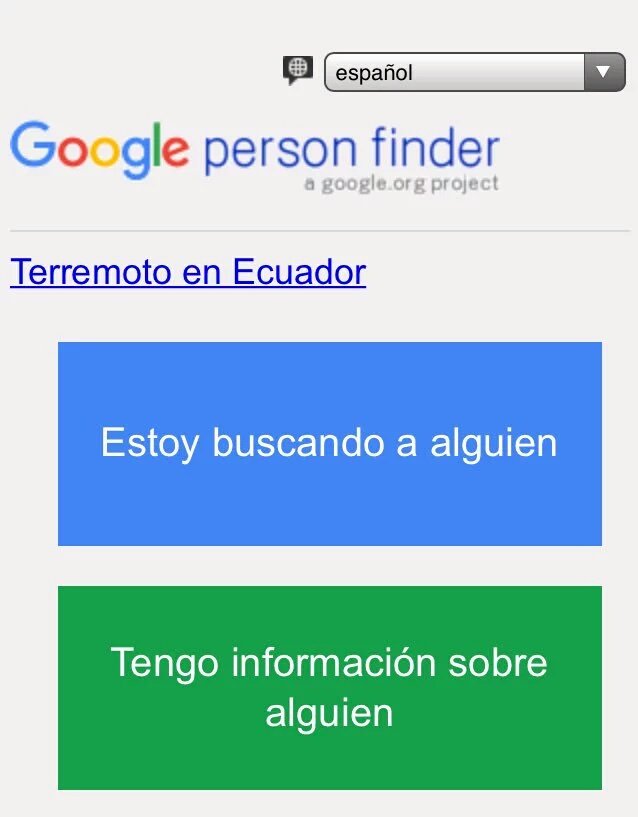 español
Google person finder
a google.org project
Terremoto en Ecuador
Estoy buscando a alguien
Tengo información sobre
alguien